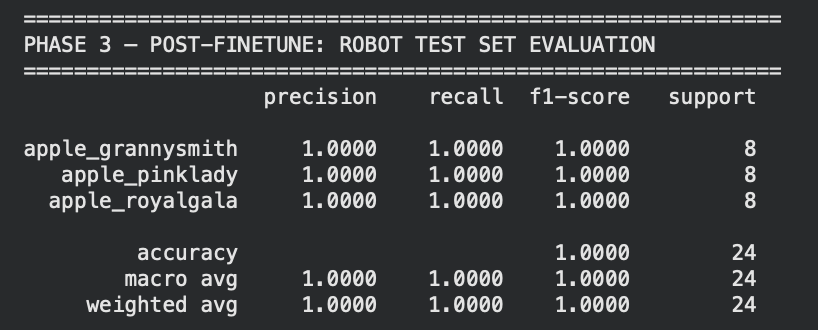 ============================================================
PHASE 3 — POST-FINETUNE: ROBOT TEST SET EVALUATION
============================================================
                   precision    recall  f1-score   support

apple_grannysmith     1.0000    1.0000    1.0000         8
   apple_pinklady     1.0000    1.0000    1.0000         8
  apple_royalgala     1.0000    1.0000    1.0000         8

         accuracy                         1.0000        24
        macro avg     1.0000    1.0000    1.0000        24
     weighted avg     1.0000    1.0000    1.0000        24